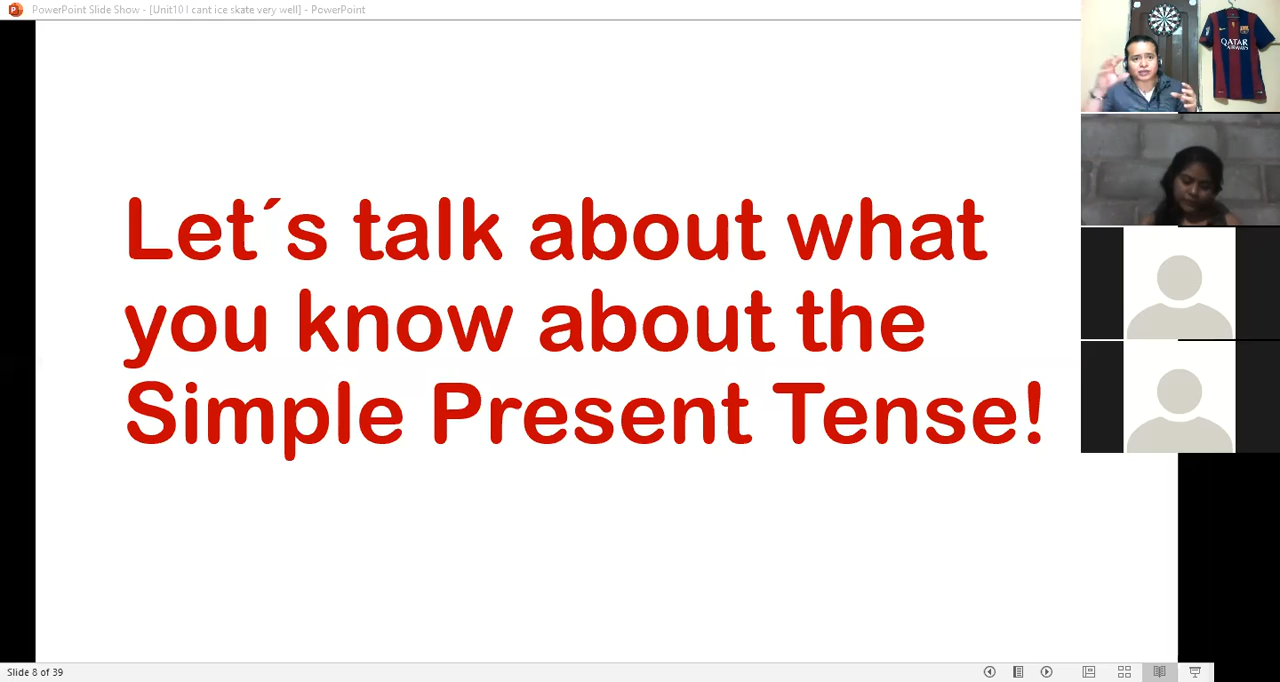 PowerPoint Slide Show - [Unit10 I cant ice skate very well] - PowerPoint
Let´s talk about what
you know about the
Simple Present Tense!
QATAR
AIRWAYS
Slide 8 of 39